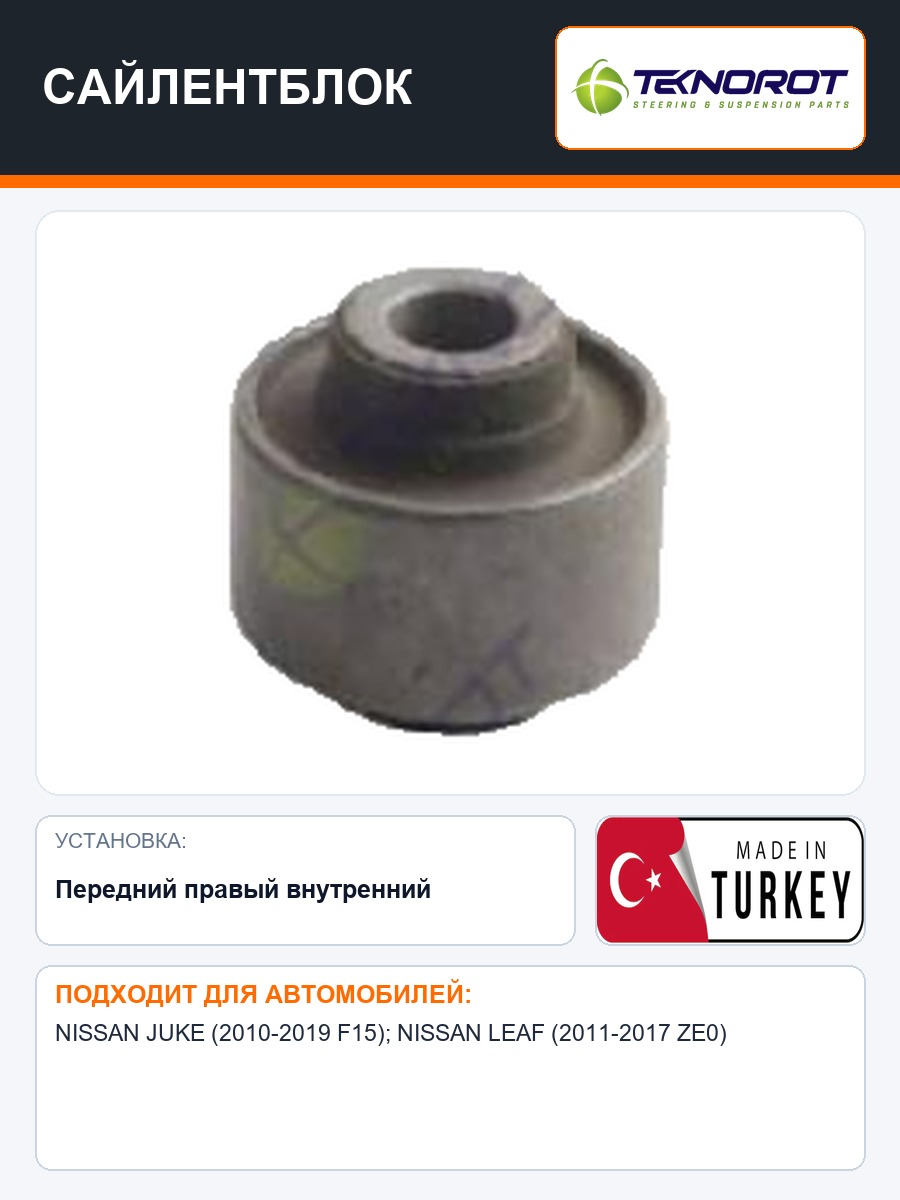 САЙЛЕНТБЛОК
TEKNOROT
STEERING & SUSPENSION PARTS
УСТАНОВКА:
Передний правый внутренний
MADE IN
TURKEY
ПОДХОДИТ ДЛЯ АВТОМОБИЛЕЙ:
NISSAN JUKE (2010-2019 F15); NISSAN LEAF (2011-2017 ZE0)